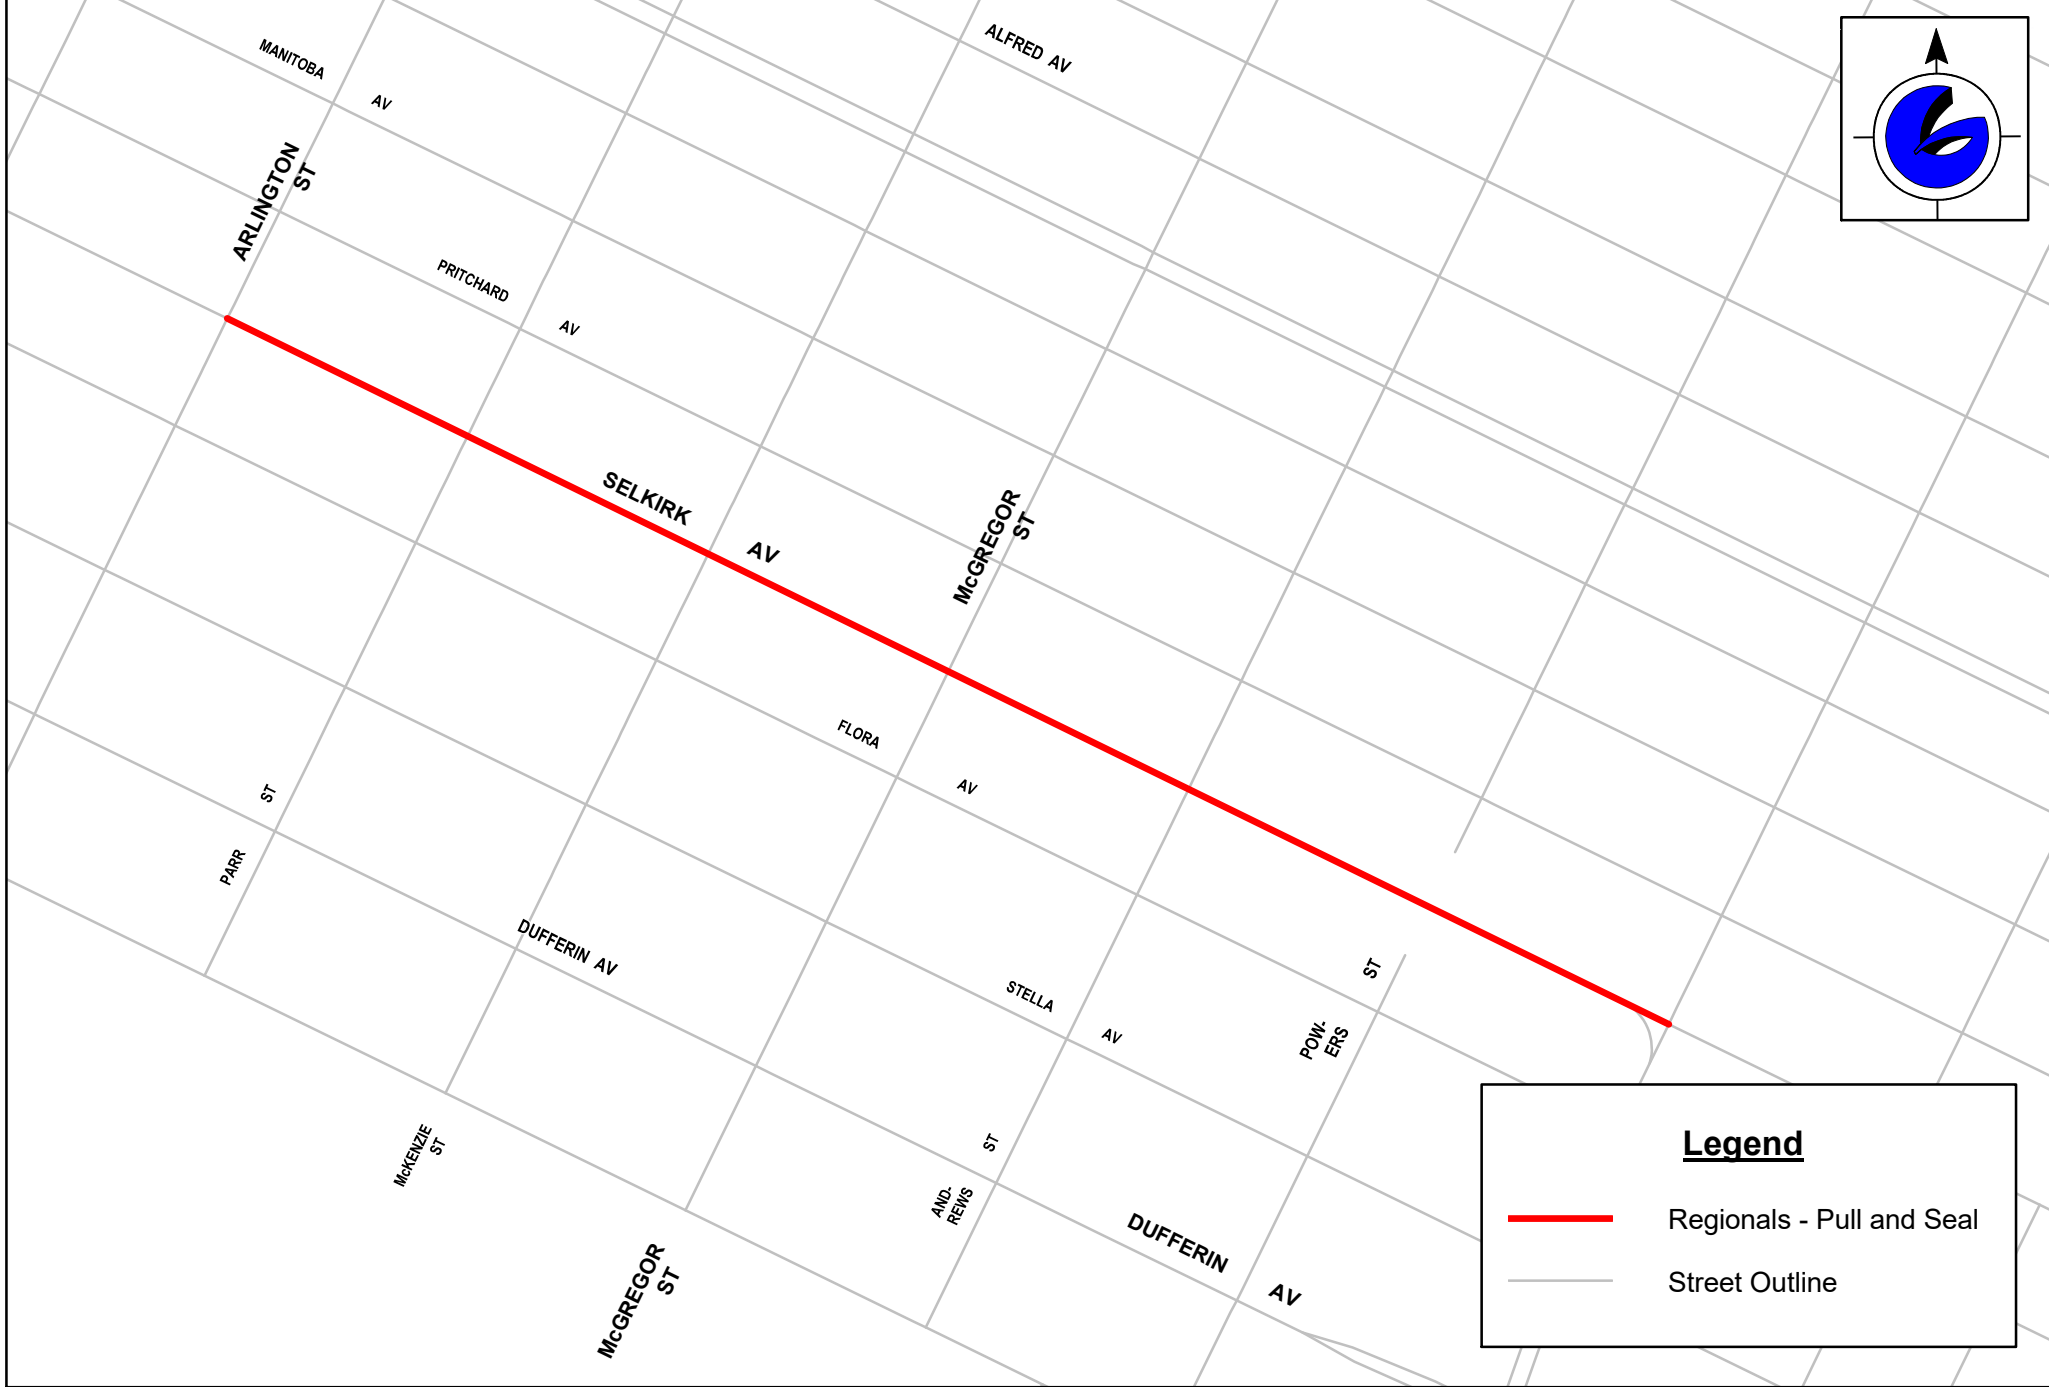 ALFRED AV
MANITOBA
AV
ARLINGTON
ST
PRITCHARD
AV
SELKIRK
AV
McGREGOR
ST
FLORA
AV
ST
PARR
DUFFERIN AV
STELLA
AV
ST
POW-
ERS
McKENZIE
ST
ST
AND-
REWS
DUFFERIN
AV
McGREGOR
ST
Legend
Regionals - Pull and Seal
Street Outline